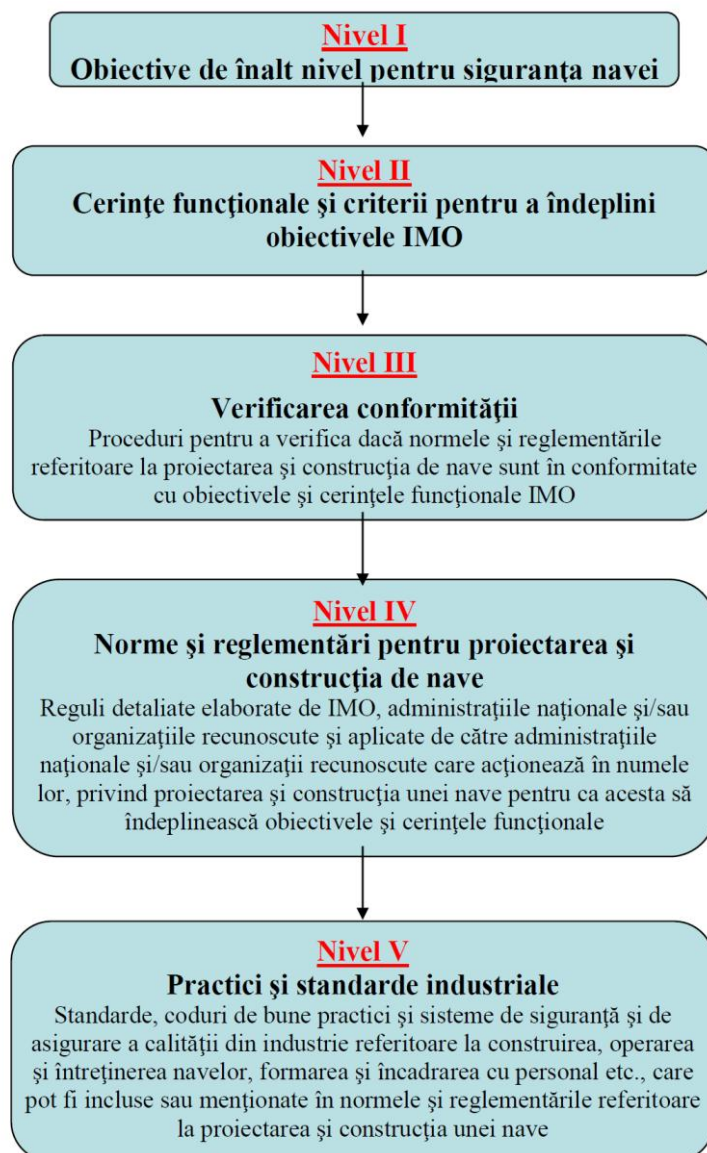 Nivel I
Obiective de înalt nivel pentru siguranţa navei
Nivel II
Cerinţe funcţionale şi criterii pentru a îndeplini
obiectivele IMO
Nivel III
Verificarea conformităţii
Proceduri pentru a verifica dacă normele şi reglementările
referitoare la proiectarea şi construcţia de nave sunt în conformitate
cu obiectivele şi cerinţele funcţionale IMO
Nivel IV
Norme şi reglementări pentru proiectarea şi
construcţia de nave
Reguli detaliate elaborate de IMO, administraţiile naţionale şi/sau
organizaţiile recunoscute şi aplicate de către administraţiile
naţionale şi/sau organizaţii recunoscute care acţionează în numele
lor, privind proiectarea şi construcţia unei nave pentru ca acesta să
îndeplinească obiectivele şi cerinţele funcţionale
Nivel V
Practici şi standarde industriale
Standarde, coduri de bune practici şi sisteme de siguranţă şi de
asigurare a calităţii din industrie referitoare la construirea, operarea
şi întreţinerea navelor, formarea şi încadrarea cu personal etc., care
pot fi incluse sau menţionate în normele şi reglementările referitoare
la proiectarea şi construcţia unei nave